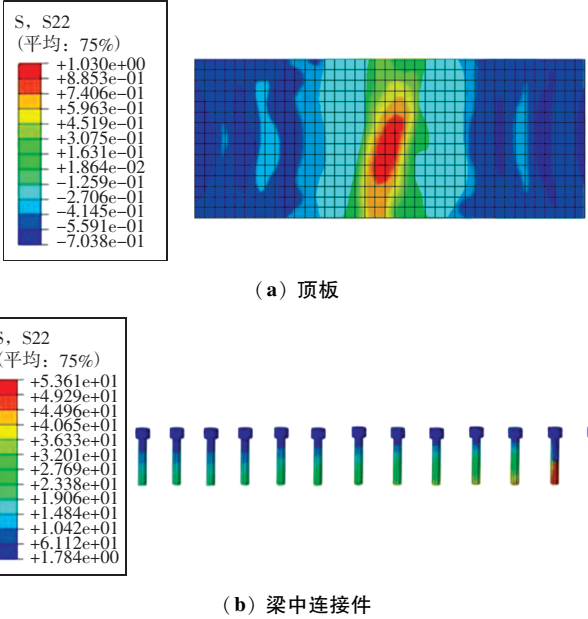 S, S22
(平均: 75%)
+1.030e+00
+8.853e-01
+7.406e-01
+5.963e-01
+4.519e-01
+3.075e-01
+1.631e-01
+1.864e-02
-1.259e-01
-2.706e-01
-4.145e-01
-5.591e-01
-7.038e-01
(a) 顶板
S, S22
(平均: 75%)
+5.361e+01
+4.929e+01
+4.496e+01
+4.065e+01
+3.633e+01
+3.201e+01
+2.769e+01
+2.338e+01
+1.906e+01
+1.484e+01
+1.042e+01
+6.112e+01
+1.784e+00
(b) 梁中连接件